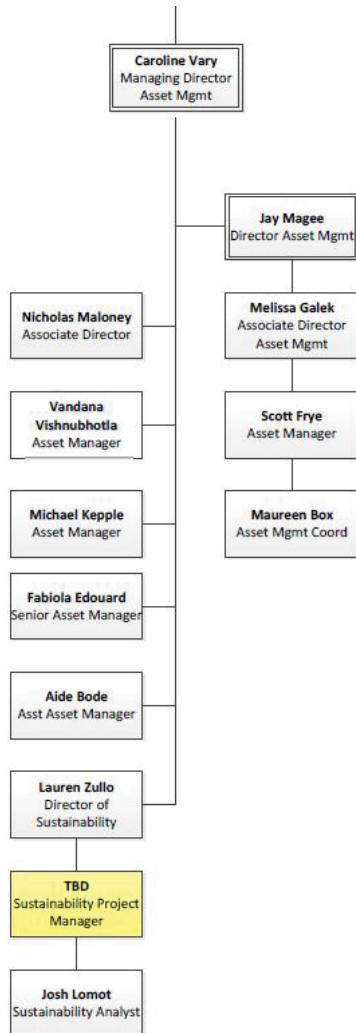 Caroline Vary
Managing Director
Asset Mgmt
Jay Magee
Director Asset Mgmt
Nicholas Maloney
Associate Director
Melissa Galek
Associate Director
Asset Mgmt
Vandana
Vishnubhotla
Asset Manager
Scott Frye
Asset Manager
Michael Kepple
Asset Manager
Maureen Box
Asset Mgmt Coord
Fabiola Edouard
Senior Asset Manager
Aide Bode
Asst Asset Manager
Lauren Zullo
Director of
Sustainability
TBD
Sustainability Project
Manager
Josh Lomot
Sustainability Analyst